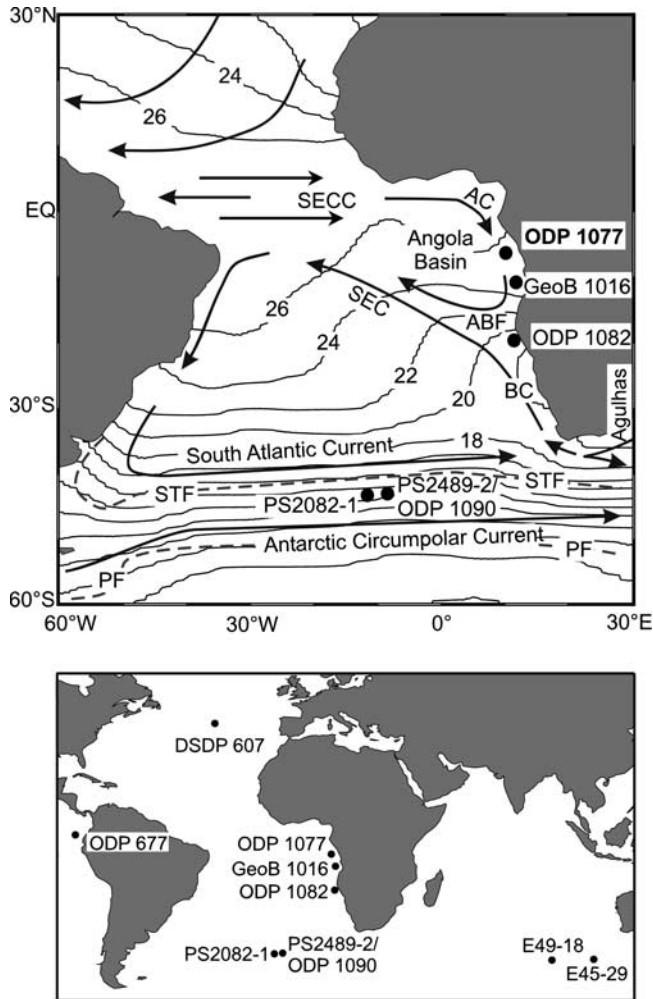 30°N
24
26
AC
SECC
EQ
ODP 1077
Angola
Basin
GeoB 1016
SEC
26
ABF
ODP 1082
24
22
20
BC
30°S
Agulhas
18
South Atlantic Current
STF
PS2489-2/
STF
PS2082-1
ODP 1090
Antarctic Circumpolar Current
PF
PF
60°S
60°W
30°W
0°
30°E
DSDP 607
ODP 677
ODP 1077
GeoB 1016
ODP 1082
PS2082-1
PS2489-2/
ODP 1090
E49-18
E45-29